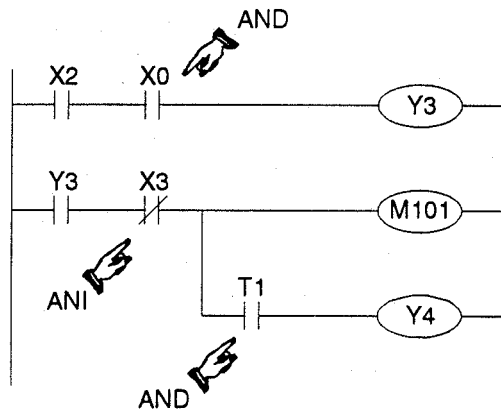 AND
X2 X0
Y3
Y3 X3
M101
ANI
T1
Y4
AND